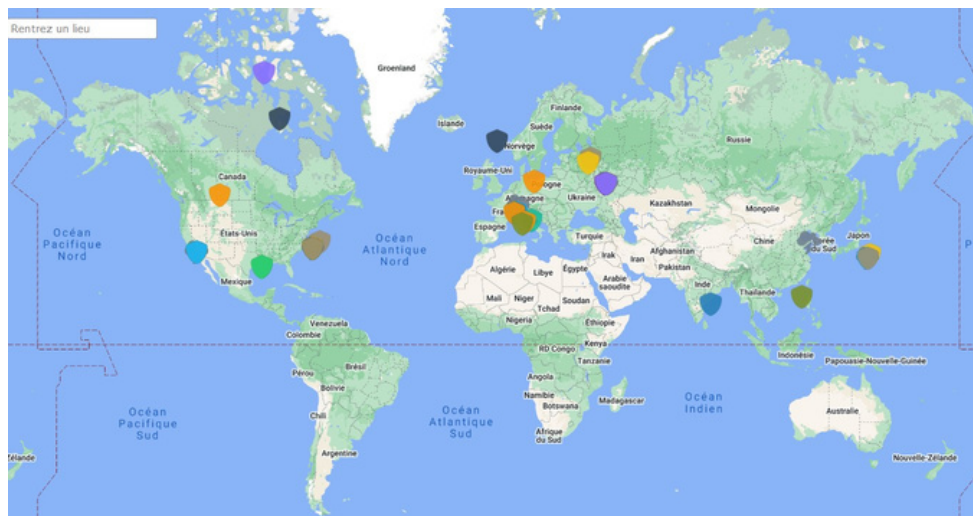 Rentrez un lieu
Groenland
Finlande
Islande
Suède
Norvège
Russie
Royaume-Uni
Canada
Ukraine
Kazakhstan
Mongolie
États-Unis
Espagne
Océan
Pacifique
Nord
Océan
Atlantique
Nord
Turquie
Chine
Japon
du Sud
Irak
Iran
Afghanistan
Pakistan
Algérie
Libye
Égypte
Arabie
saoudite
Mexique
Inde
Mali
Niger
Soudan
Tchad
Thaïlande
Nigeria
Éthiopie
Venezuela
Colombie
Kenya
RD Congo
Tanzanie
Indonésie
Papouasie-Nouvelle-Guinée
Pérou
Brésil
Bolivie
Angola
Namibie
Botswana
Madagascar
Océan
Indien
Océan
Pacifique
Sud
Chili
Océan
Atlantique
Sud
Afrique
du Sud
Australie
Argentine
Nouvelle-Zélande